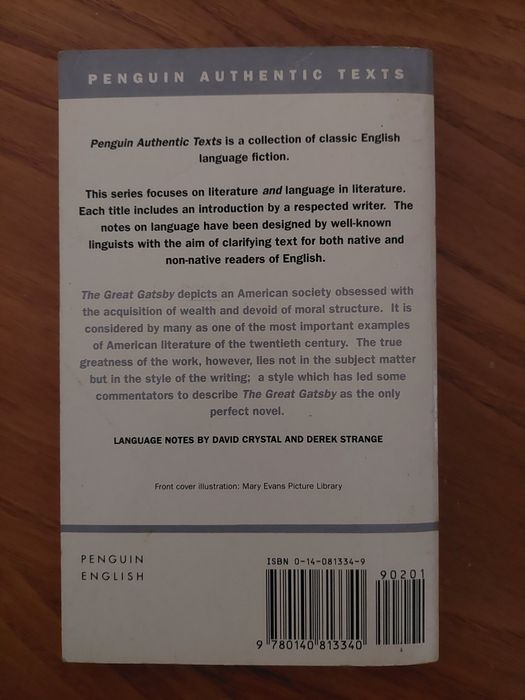 PENGUIN AUTHENTIC TEXTS
Penguin Authentic Texts is a collection of classic English
language fiction.
This series focuses on literature and language in literature.
Each title includes an introduction by a respected writer. The
notes on language have been designed by well-known
linguists with the aim of clarifying text for both native and
non-native readers of English.
The Great Gatsby depicts an American society obsessed with
the acquisition of wealth and devoid of moral structure. It is
considered by many as one of the most important examples
of American literature of the twentieth century. The true
greatness of the work, however, lies not in the subject matter
but in the style of the writing; a style which has led some
commentators to describe The Great Gatsby as the only
perfect novel.
LANGUAGE NOTES BY DAVID CRYSTAL AND DEREK STRANGE
Front cover illustration: Mary Evans Picture Library
PENGUIN
ENGLISH
ISBN 0-14-081334-9
90201
9 780140 813340